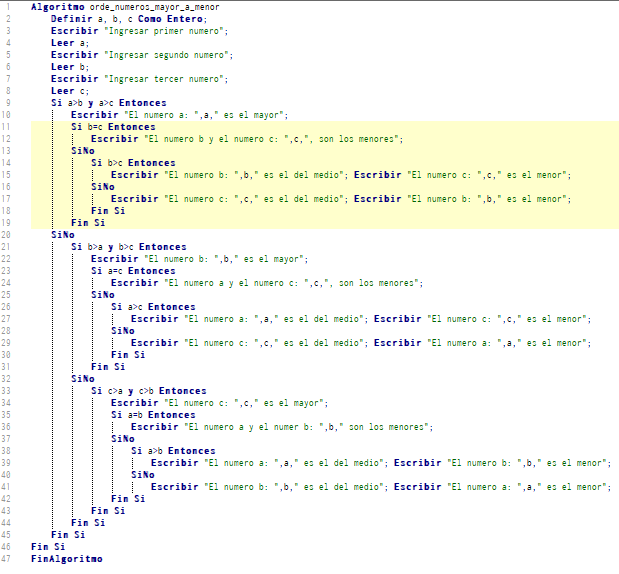 1 Algoritmo orde_numeros_mayor_a_menor
2 Definir a, b, c Como Entero;
3 Escribir "Ingresar primer numero";
4 Leer a;
5 Escribir "Ingresar segundo numero";
6 Leer b;
7 Escribir "Ingresar tercer numero";
8 Leer c;
9 Si a>b y a>c Entonces
10 Escribir "El numero a: ",a," es el mayor";
11 Si b=c Entonces
12 Escribir "El numero b y el numero c: ",c,", son los menores";
13 SiNo
14 Si b>c Entonces
15 Escribir "El numero b: ",b," es el del medio"; Escribir "El numero c: ",c," es el menor";
16 SiNo
17 Escribir "El numero c: ",c," es el del medio"; Escribir "El numero b: ",b," es el menor";
18 Fin Si
19 Fin Si
20 SiNo
21 Si b>a y b>c Entonces
22 Escribir "El numero b: ",b," es el mayor";
23 Si a=c Entonces
24 Escribir "El numero a y el numero c: ",c,", son los menores";
25 SiNo
26 Si a>c Entonces
27 Escribir "El numero a: ",a," es el del medio"; Escribir "El numero c: ",c," es el menor";
28 SiNo
29 Escribir "El numero c: ",c," es el del medio"; Escribir "El numero a: ",a," es el menor";
30 Fin Si
31 Fin Si
32 SiNo
33 Si c>a y c>b Entonces
34 Escribir "El numero c: ",c," es el mayor";
35 Si a=b Entonces
36 Escribir "El numero a y el numer b: ",b," son los menores";
37 SiNo
38 Si a>b Entonces
39 Escribir "El numero a: ",a," es el del medio"; Escribir "El numero b: ",b," es el menor";
40 SiNo
41 Escribir "El numero b: ",b," es el del medio"; Escribir "El numero a: ",a," es el menor";
42 Fin Si
43 Fin Si
44 Fin Si
45 Fin Si
46 Fin Si
47 FinAlgoritmo